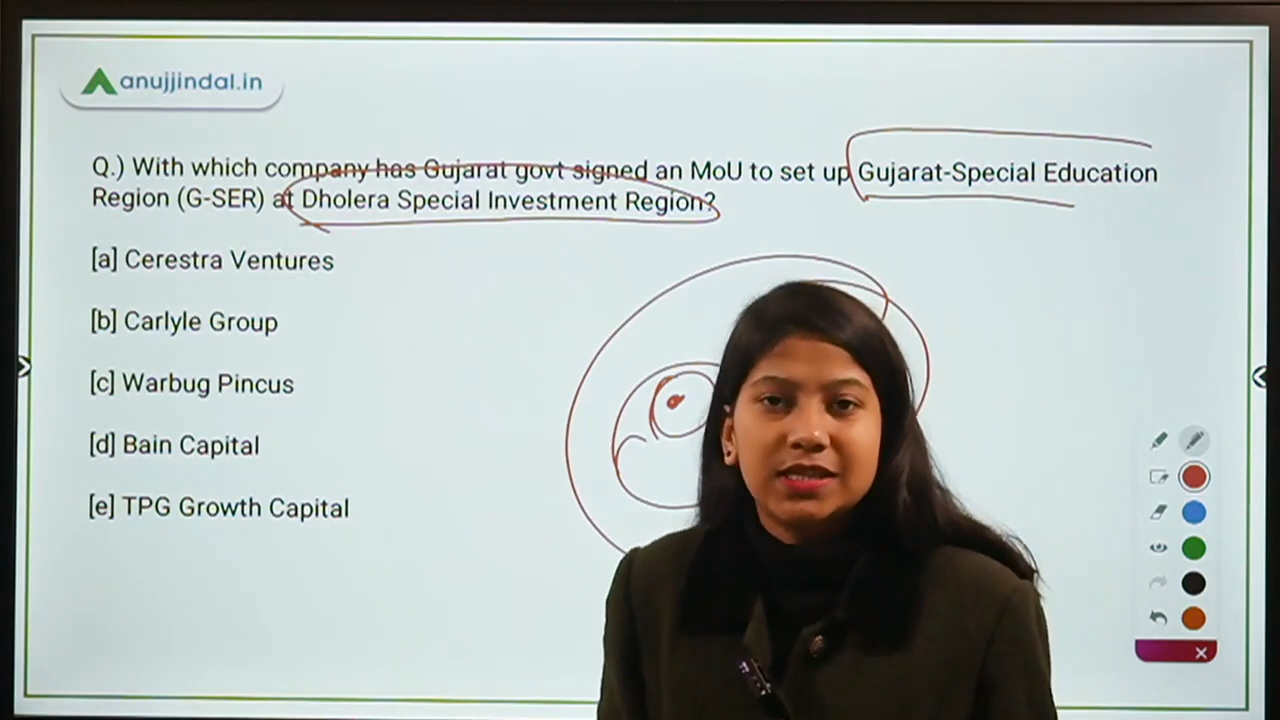 anujjindal.in
Q.) With which company has Gujarat govt signed an MoU to set up Gujarat-Special Education
Region (G-SER) at Dholera Special Investment Region?
[a] Cerestra Ventures
[b] Carlyle Group
[c] Warbug Pincus
[d] Bain Capital
[e] TPG Growth Capital